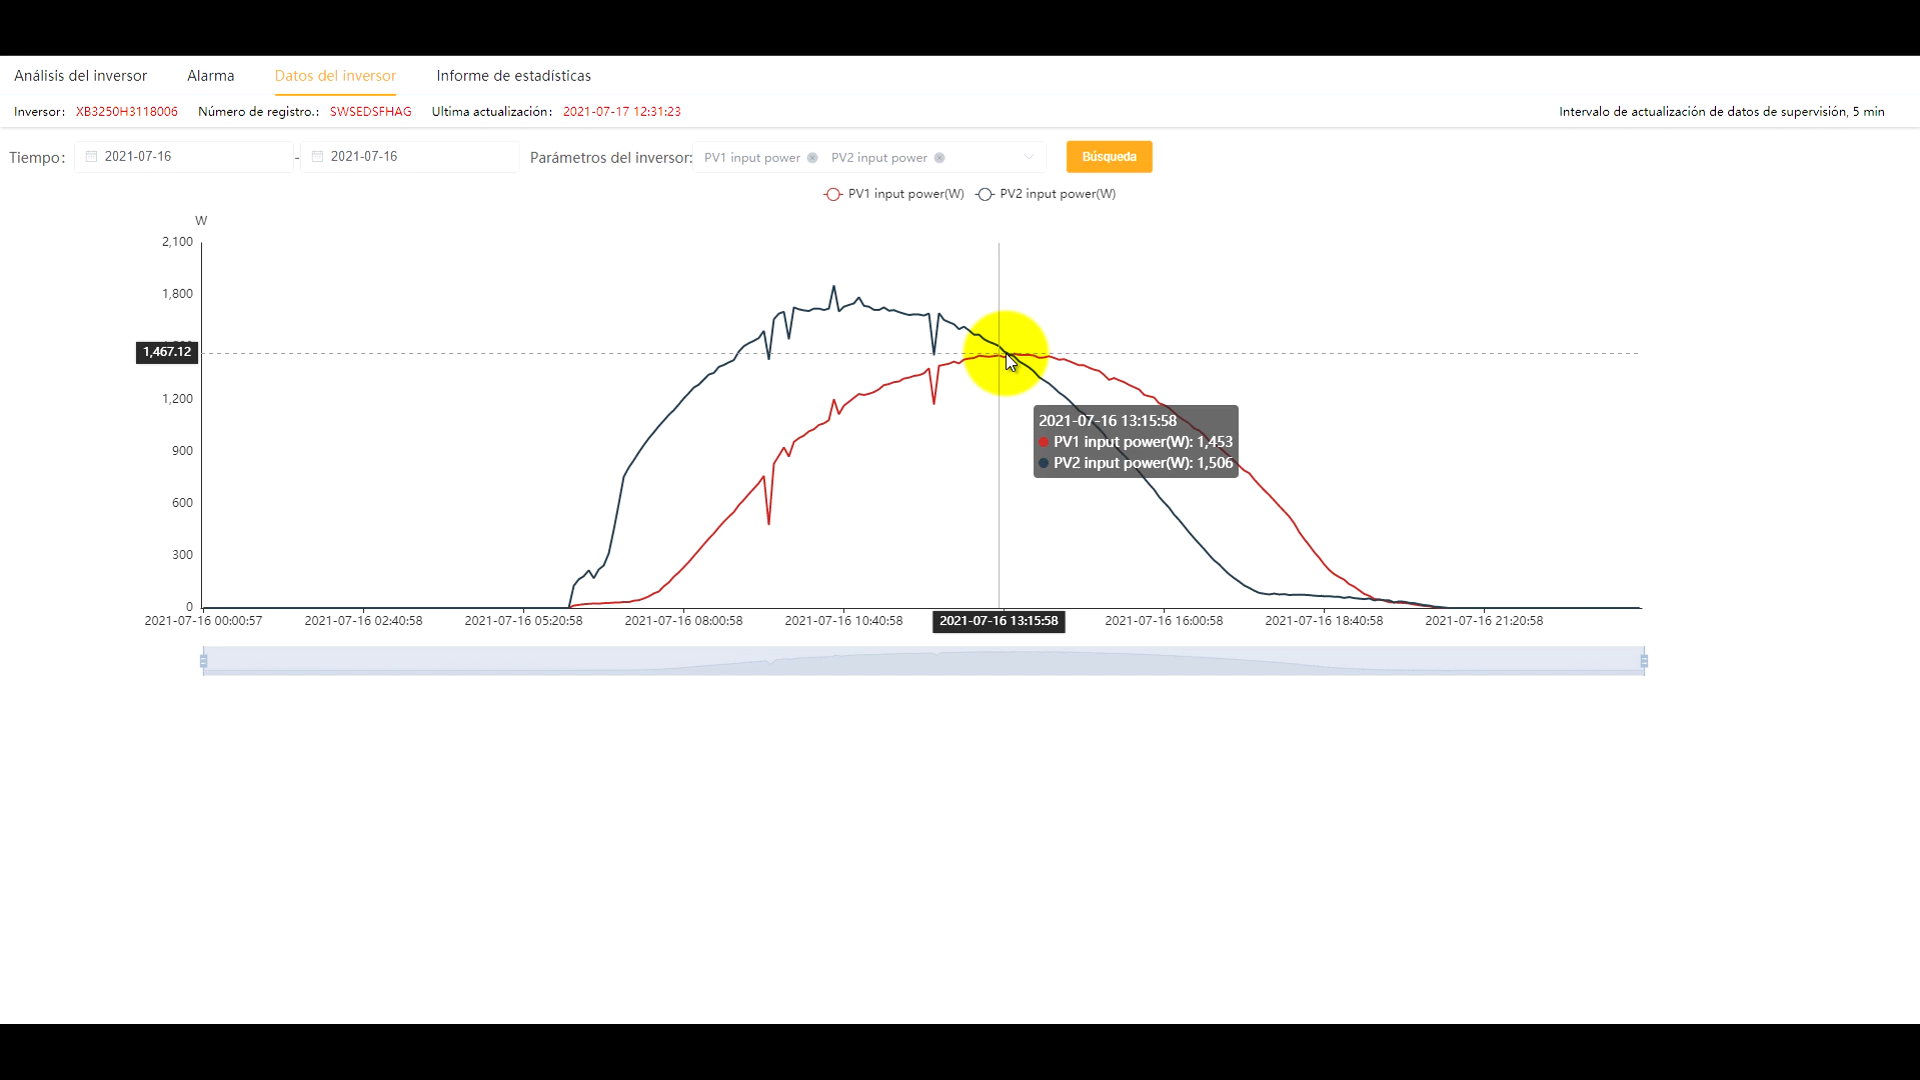 Análisis del inversor Alarma Datos del inversor Informe de estadísticas
Inversor: XB3250H3118006 Número de registro.: SWSEDSFHAG Ultima actualización: 2021-07-17 12:31:23 Intervalo de actualización de datos de supervisión, 5 min
Tiempo: 2021-07-16 - 2021-07-16 Parámetros del inversor: PV1 input power PV2 input power Búsqueda
PV1 input power(W) PV2 input power(W)
W
2,100
1,800
1,467.12
1,200
900
600
300
0
2021-07-16 13:15:58
PV1 input power(W): 1,453
PV2 input power(W): 1,506
2021-07-16 00:00:57 2021-07-16 02:40:58 2021-07-16 05:20:58 2021-07-16 08:00:58 2021-07-16 10:40:58 2021-07-16 13:15:58 2021-07-16 16:00:58 2021-07-16 18:40:58 2021-07-16 21:20:58